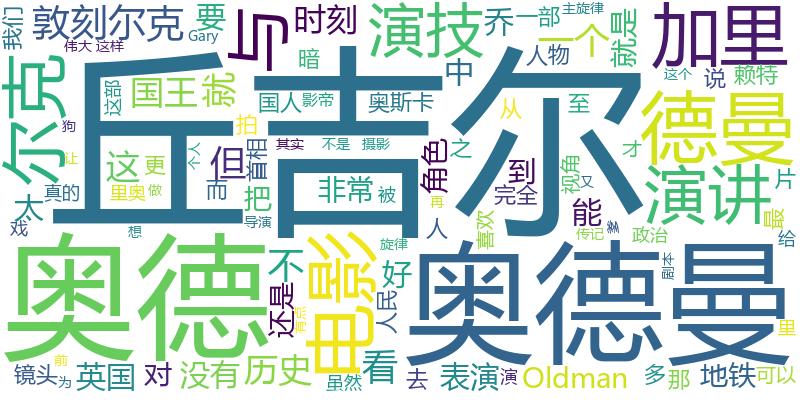 我们
敦刻尔克
要
Gary
与
时刻
演技
乔
一部
主旋律
就是
加里
伟大
这样
尔克
这部
国王
就
暗
一个
人物
中
说
赖特
这个
丘吉尔
国人
影帝
奥斯卡
从
至
德曼
狗
让
这
更
但
首相
拍
其实
不是
摄影
角色
之
视角
才
太
真的
个人
里奥
做
而
把
非常
被
到
完全
能
又
演讲
片
戏
想
导演
再
人
喜欢
传记
政治
最
给
奥德
还是
不
电影
旋律
好
人民
奥德曼
剧本
里
前
镜头
为
英国
对
没有
历史
虽然
看
去
表演
演
Oldman
多
那
地铁
可以